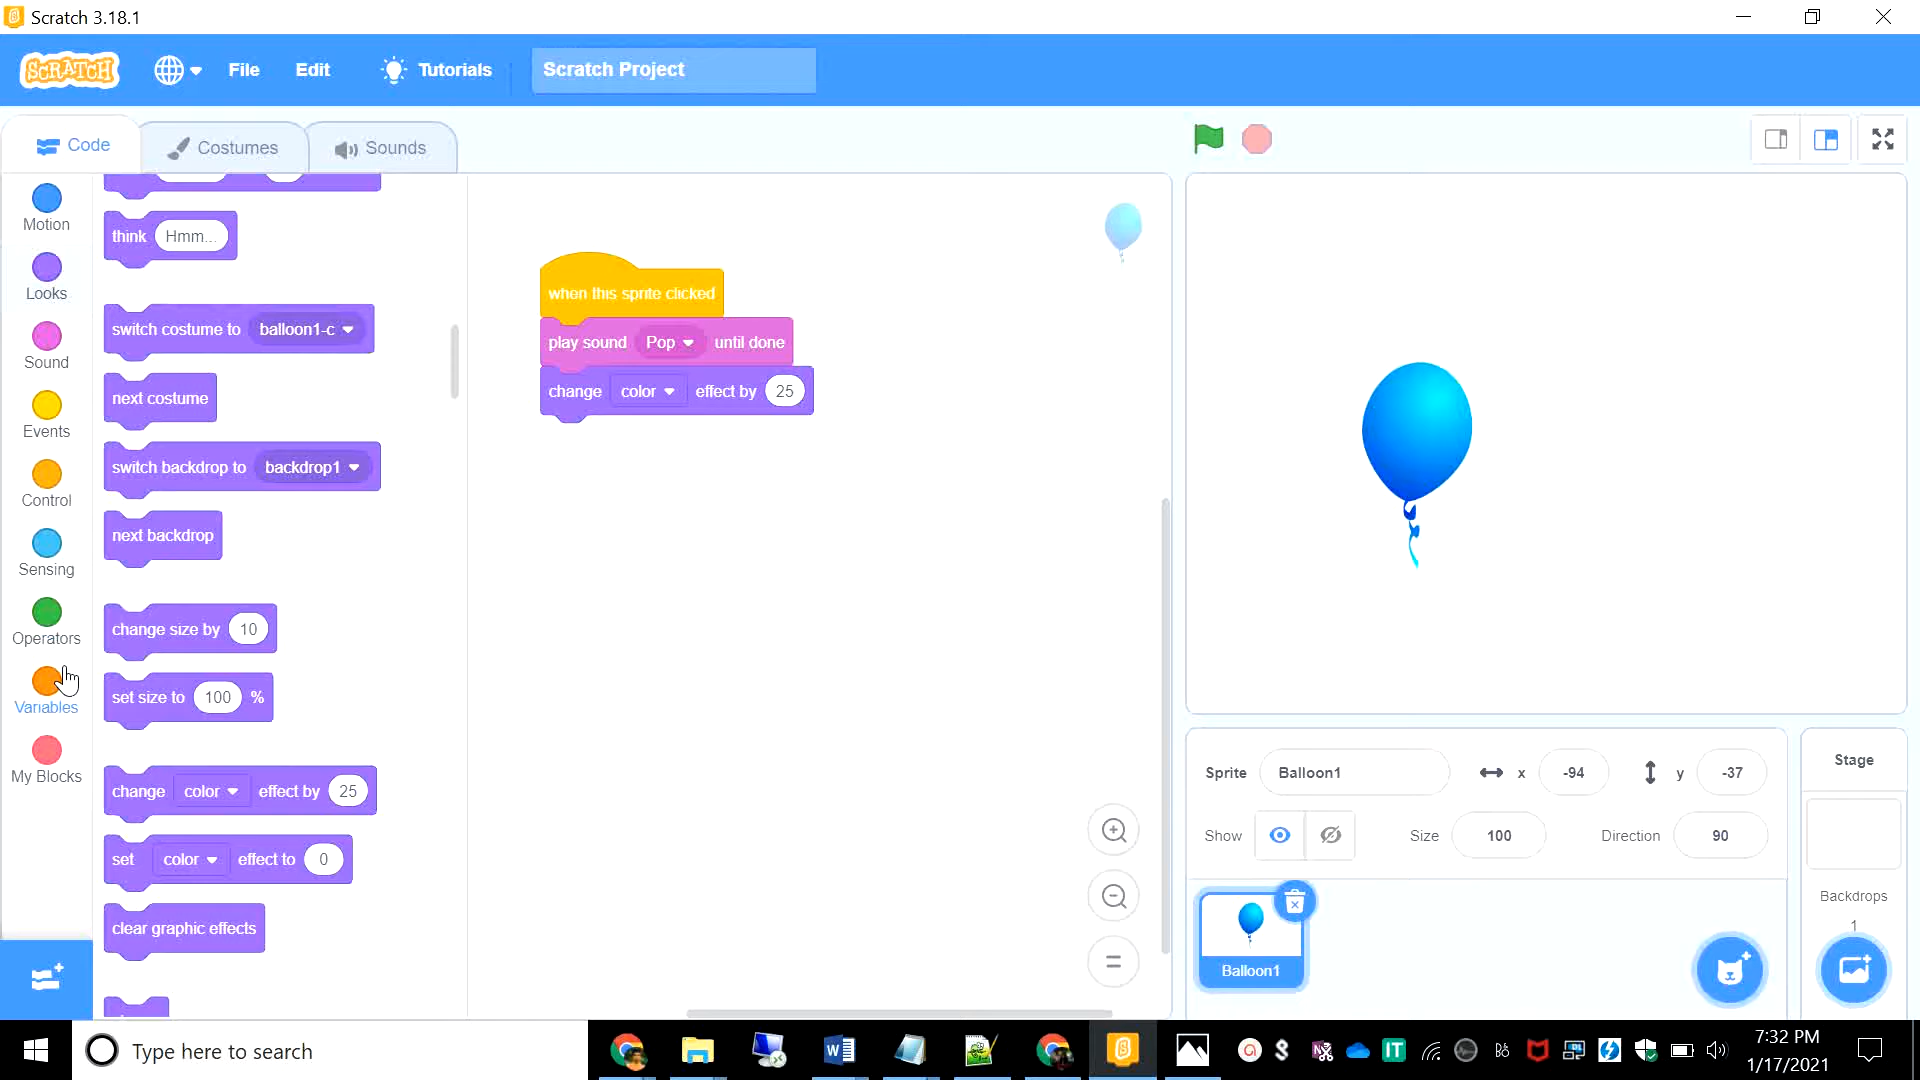 Scratch 3.18.1
SCRATCH
File
Edit
Tutorials
Scratch Project
Code
Costumes
Sounds
Motion
Looks
Sound
Events
Control
Sensing
Operators
Variables
My Blocks
think Hmm...
switch costume to balloon1-c
next costume
switch backdrop to backdrop1
next backdrop
change size by 10
set size to 100 %
change color effect by 25
set color effect to 0
clear graphic effects
when this sprite clicked
play sound Pop until done
change color effect by 25
Sprite Balloon1 x -94 y -37
Show Size 100 Direction 90
Balloon1
Stage
Backdrops
1
Type here to search
7:32 PM
1/17/2021